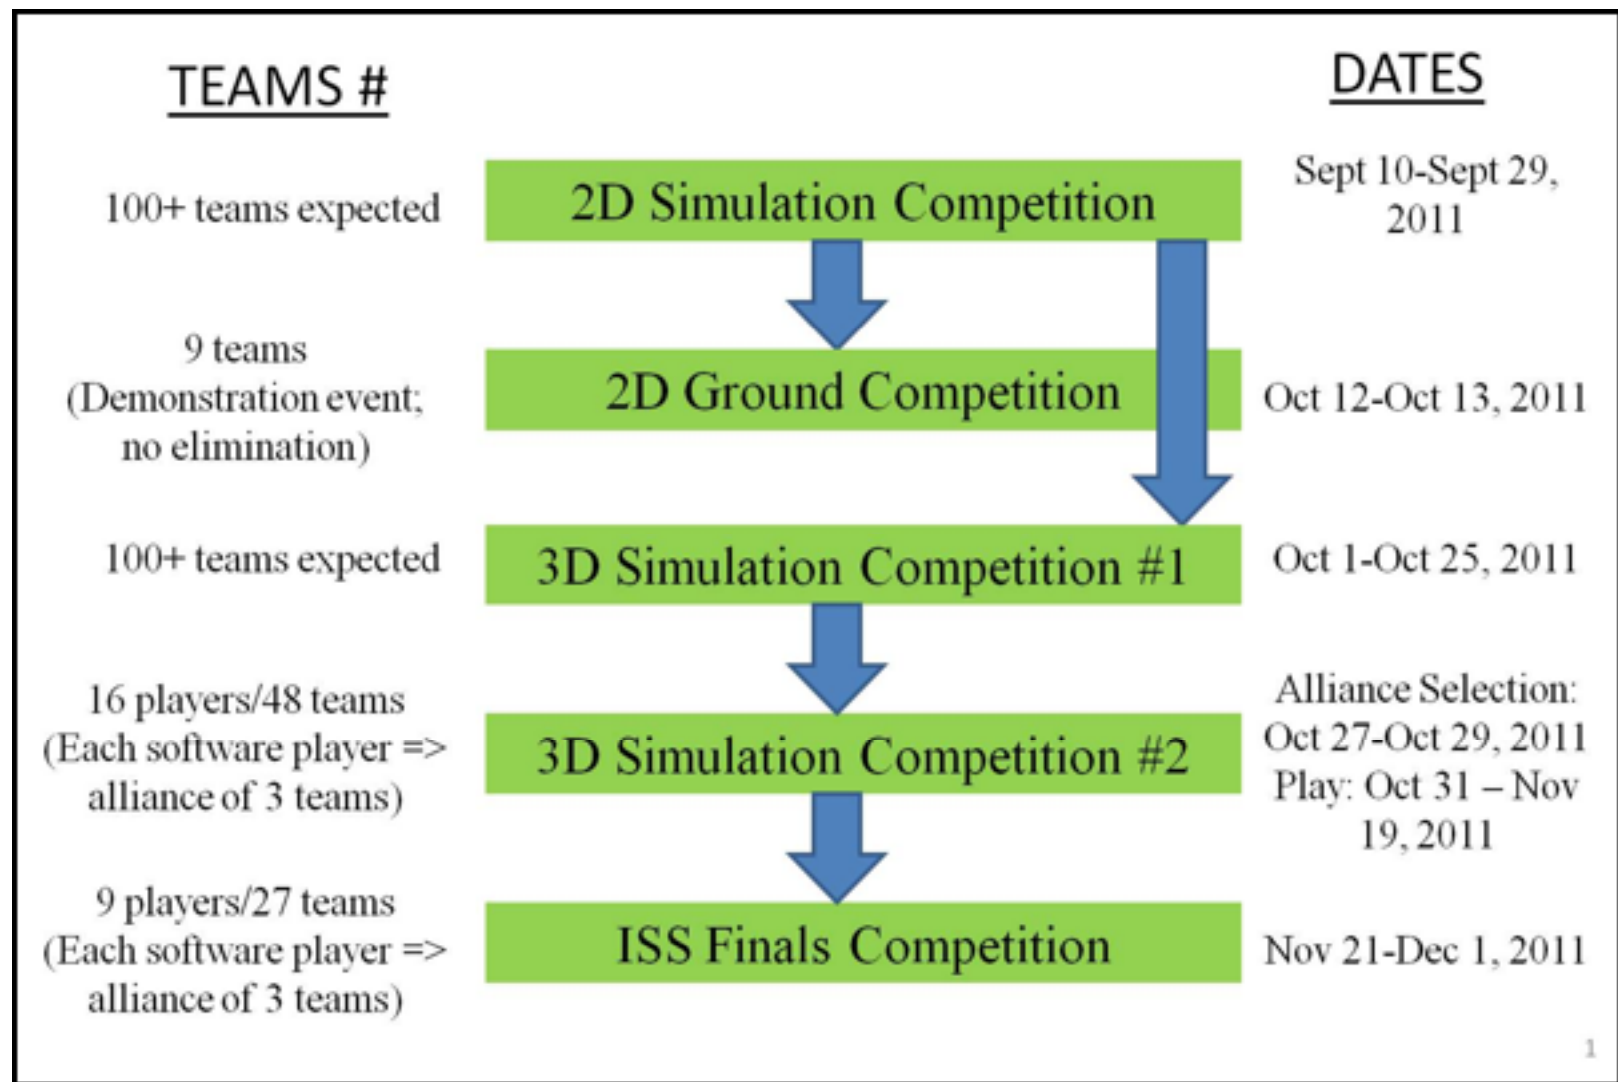 TEAMS #
DATES
100+ teams expected
2D Simulation Competition
Sept 10-Sept 29,
2011
9 teams
(Demonstration event;
no elimination)
2D Ground Competition
Oct 12-Oct 13, 2011
100+ teams expected
3D Simulation Competition #1
Oct 1-Oct 25, 2011
16 players/48 teams
(Each software player =>
alliance of 3 teams)
3D Simulation Competition #2
Alliance Selection:
Oct 27-Oct 29, 2011
Play: Oct 31 – Nov
19, 2011
9 players/27 teams
(Each software player =>
alliance of 3 teams)
ISS Finals Competition
Nov 21-Dec 1, 2011
1